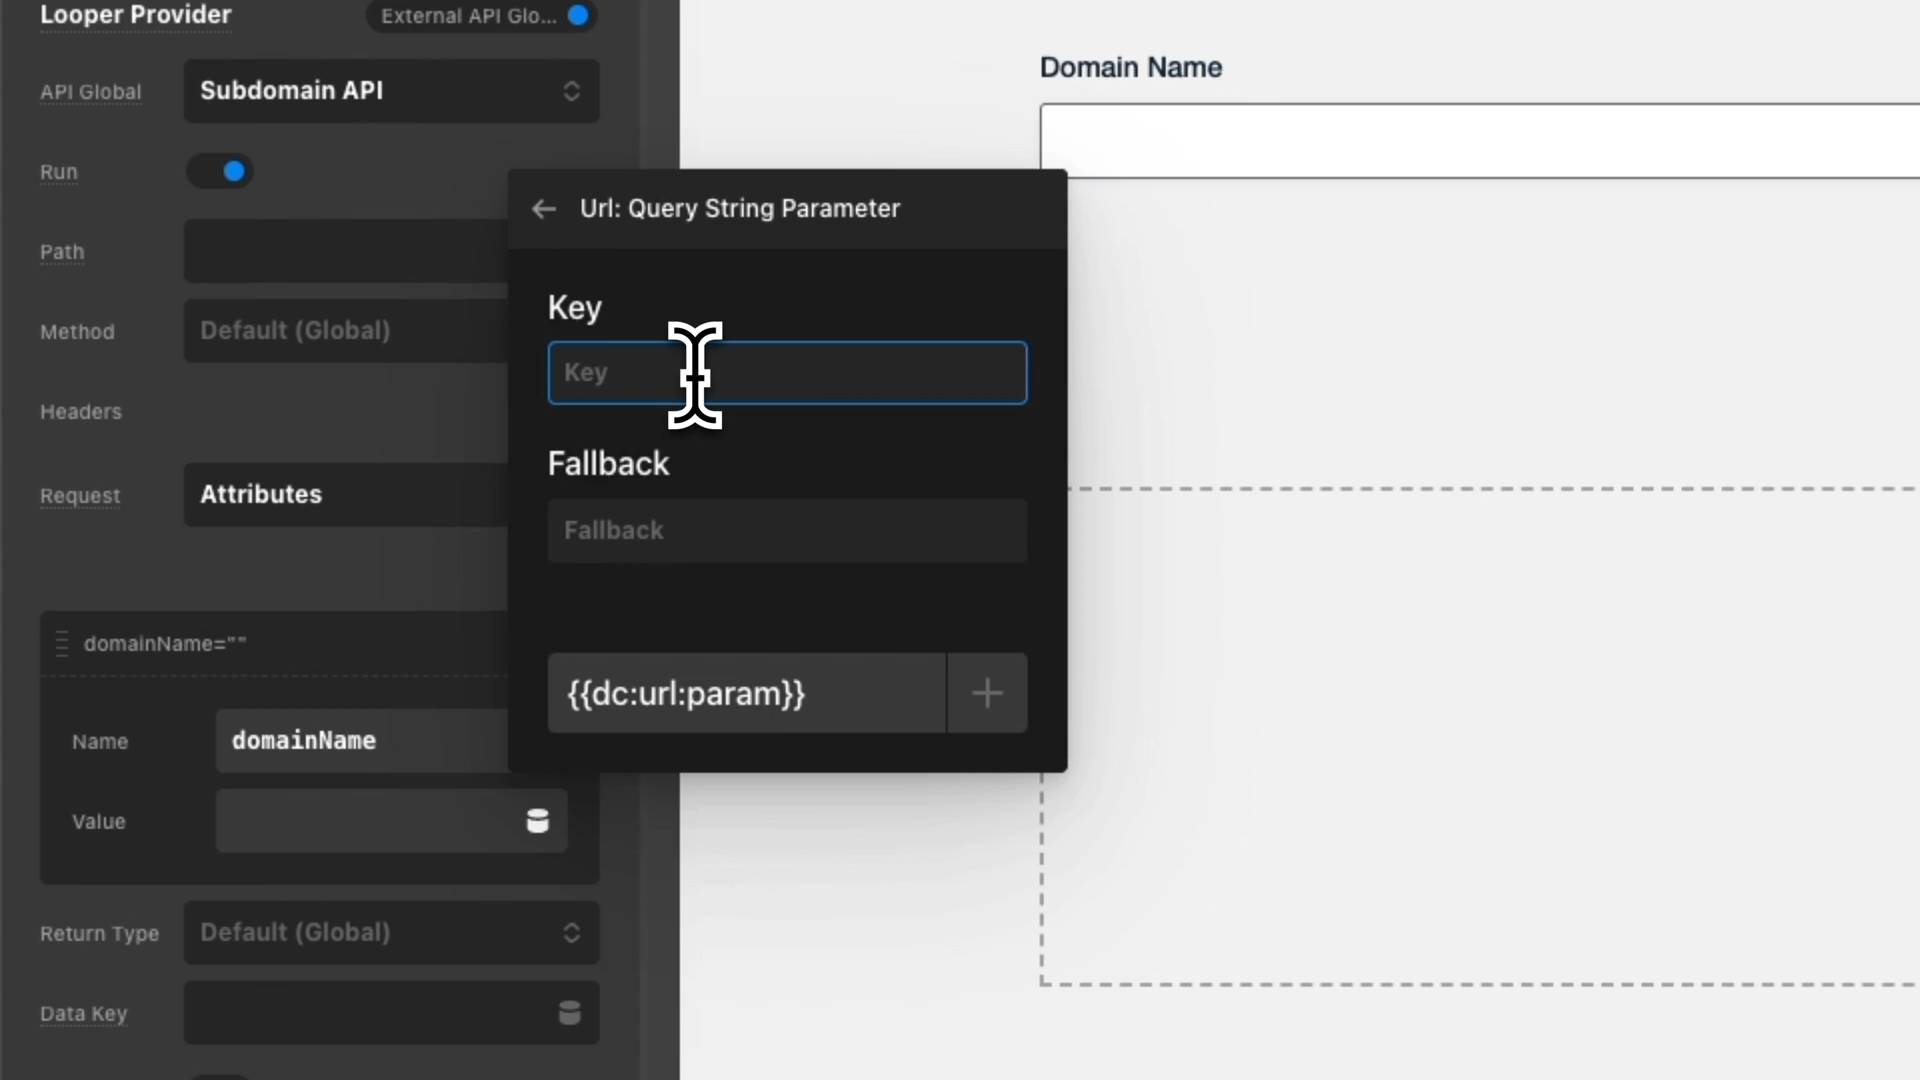 Looper Provider
External API Glo...
API Global
Subdomain API
Run
Path
Method
Default (Global)
Headers
Request
Attributes
domainName=""
Name
domainName
Value
Return Type
Default (Global)
Data Key
Url: Query String Parameter
Key
Key
Fallback
Fallback
{{dc:url:param}}
Domain Name